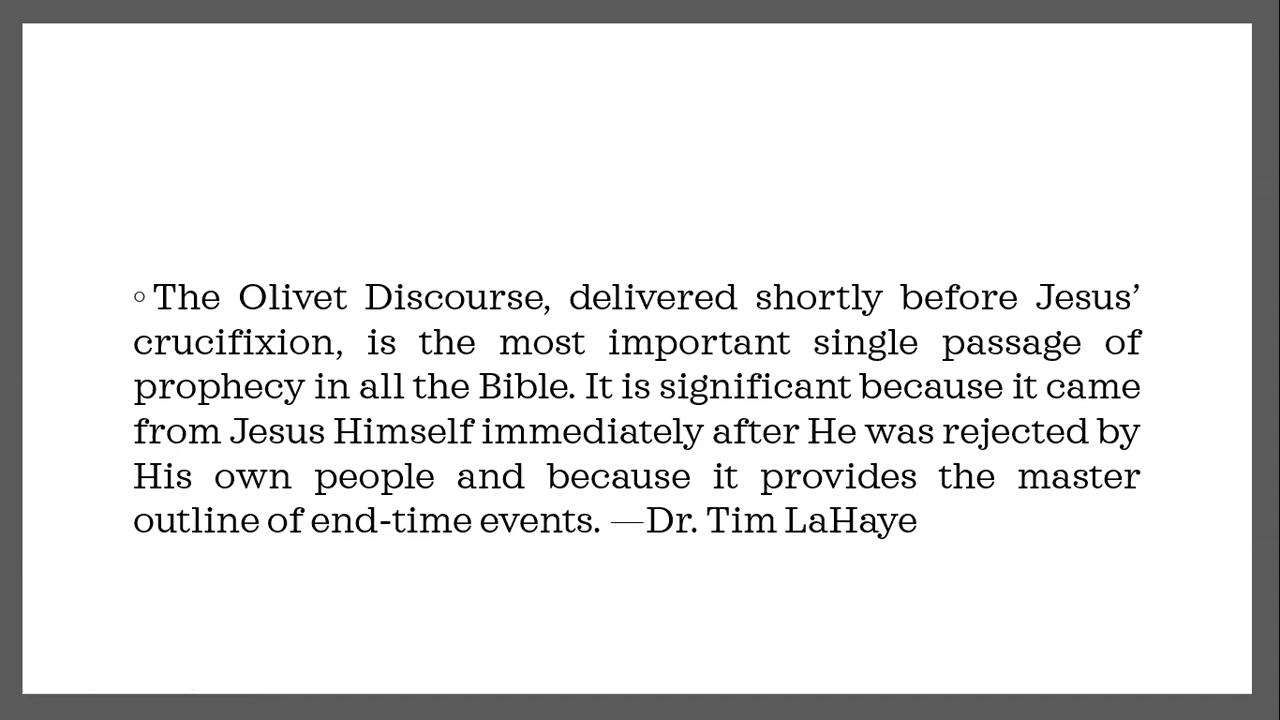 ◦ The Olivet Discourse, delivered shortly before Jesus’
crucifixion, is the most important single passage of
prophecy in all the Bible. It is significant because it came
from Jesus Himself immediately after He was rejected by
His own people and because it provides the master
outline of end-time events. —Dr. Tim LaHaye